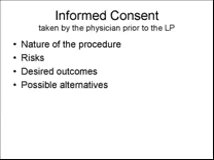 Informed Consent
taken by the physician prior to the LP
• Nature of the procedure
• Risks
• Desired outcomes
• Possible alternatives